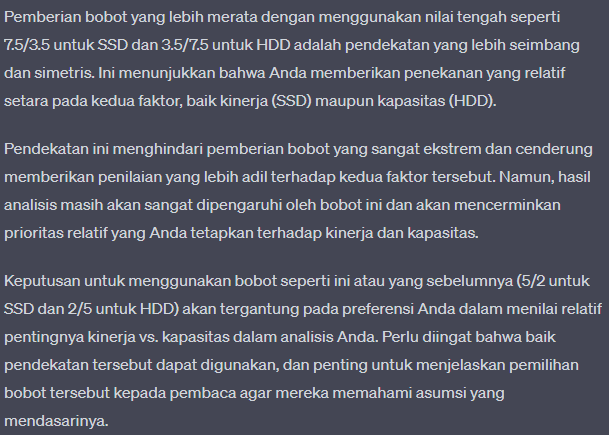 Pemberian bobot yang lebih merata dengan menggunakan nilai tengah seperti
7.5/3.5 untuk SSD dan 3.5/7.5 untuk HDD adalah pendekatan yang lebih seimbang
dan simetris. Ini menunjukkan bahwa Anda memberikan penekanan yang relatif
setara pada kedua faktor, baik kinerja (SSD) maupun kapasitas (HDD).
Pendekatan ini menghindari pemberian bobot yang sangat ekstrem dan cenderung
memberikan penilaian yang lebih adil terhadap kedua faktor tersebut. Namun, hasil
analisis masih akan sangat dipengaruhi oleh bobot ini dan akan mencerminkan
prioritas relatif yang Anda tetapkan terhadap kinerja dan kapasitas.
Keputusan untuk menggunakan bobot seperti ini atau yang sebelumnya (5/2 untuk
SSD dan 2/5 untuk HDD) akan tergantung pada preferensi Anda dalam menilai relatif
pentingnya kinerja vs. kapasitas dalam analisis Anda. Perlu diingat bahwa baik
pendekatan tersebut dapat digunakan, dan penting untuk menjelaskan pemilihan
bobot tersebut kepada pembaca agar mereka memahami asumsi yang
mendasarinya.